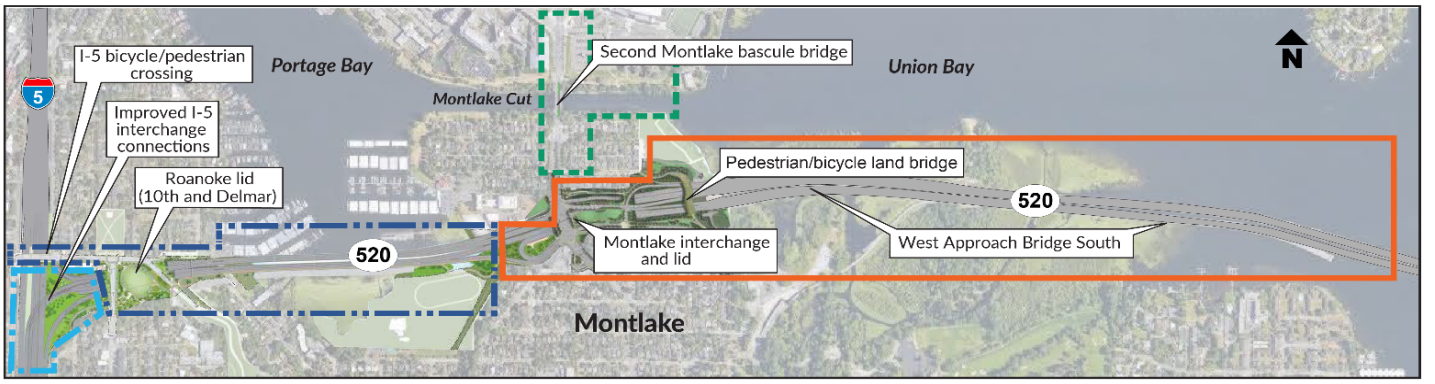 I-5 bicycle/pedestrian
crossing
Portage Bay
Second Montlake bascule bridge
Union Bay
N
5
Montlake Cut
Improved I-5
interchange
connections
Pedestrian/bicycle land bridge
Roanoke lid
(10th and Delmar)
520
520
Montlake interchange
and lid
West Approach Bridge South
Montlake